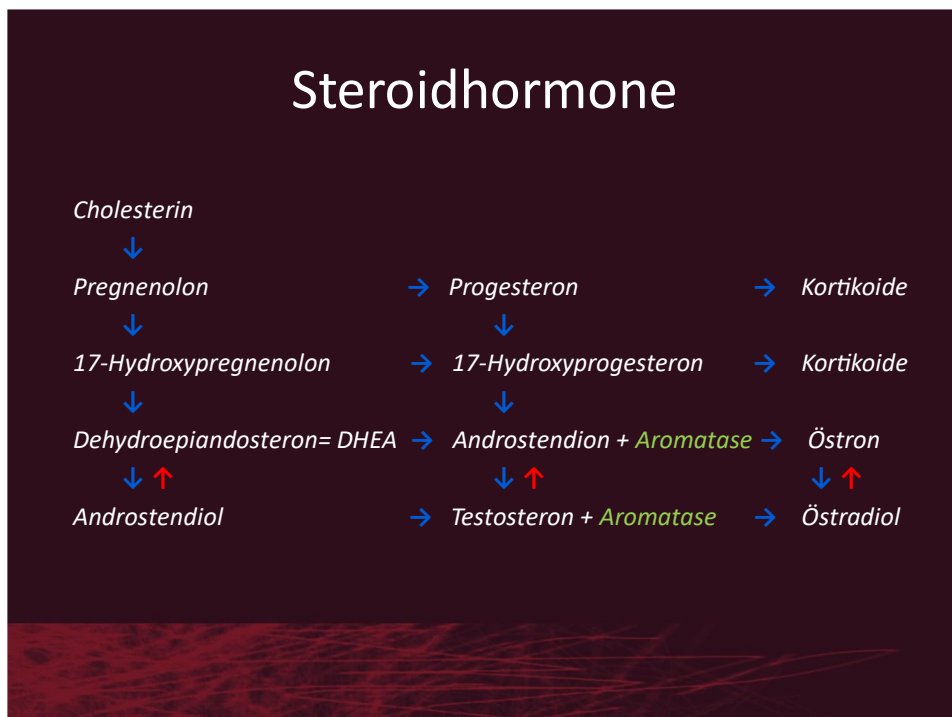 Steroidhormone
Cholesterin
↓
Pregnenolon → Progesteron → Kortikoide
↓ ↓
17-Hydroxypregnenolon → 17-Hydroxyprogesteron → Kortikoide
↓ ↓
Dehydroepiandosteron= DHEA → Androstendion + Aromatase → Östron
↓ ↑ ↓ ↑ ↓ ↑
Androstendiol → Testosteron + Aromatase → Östradiol